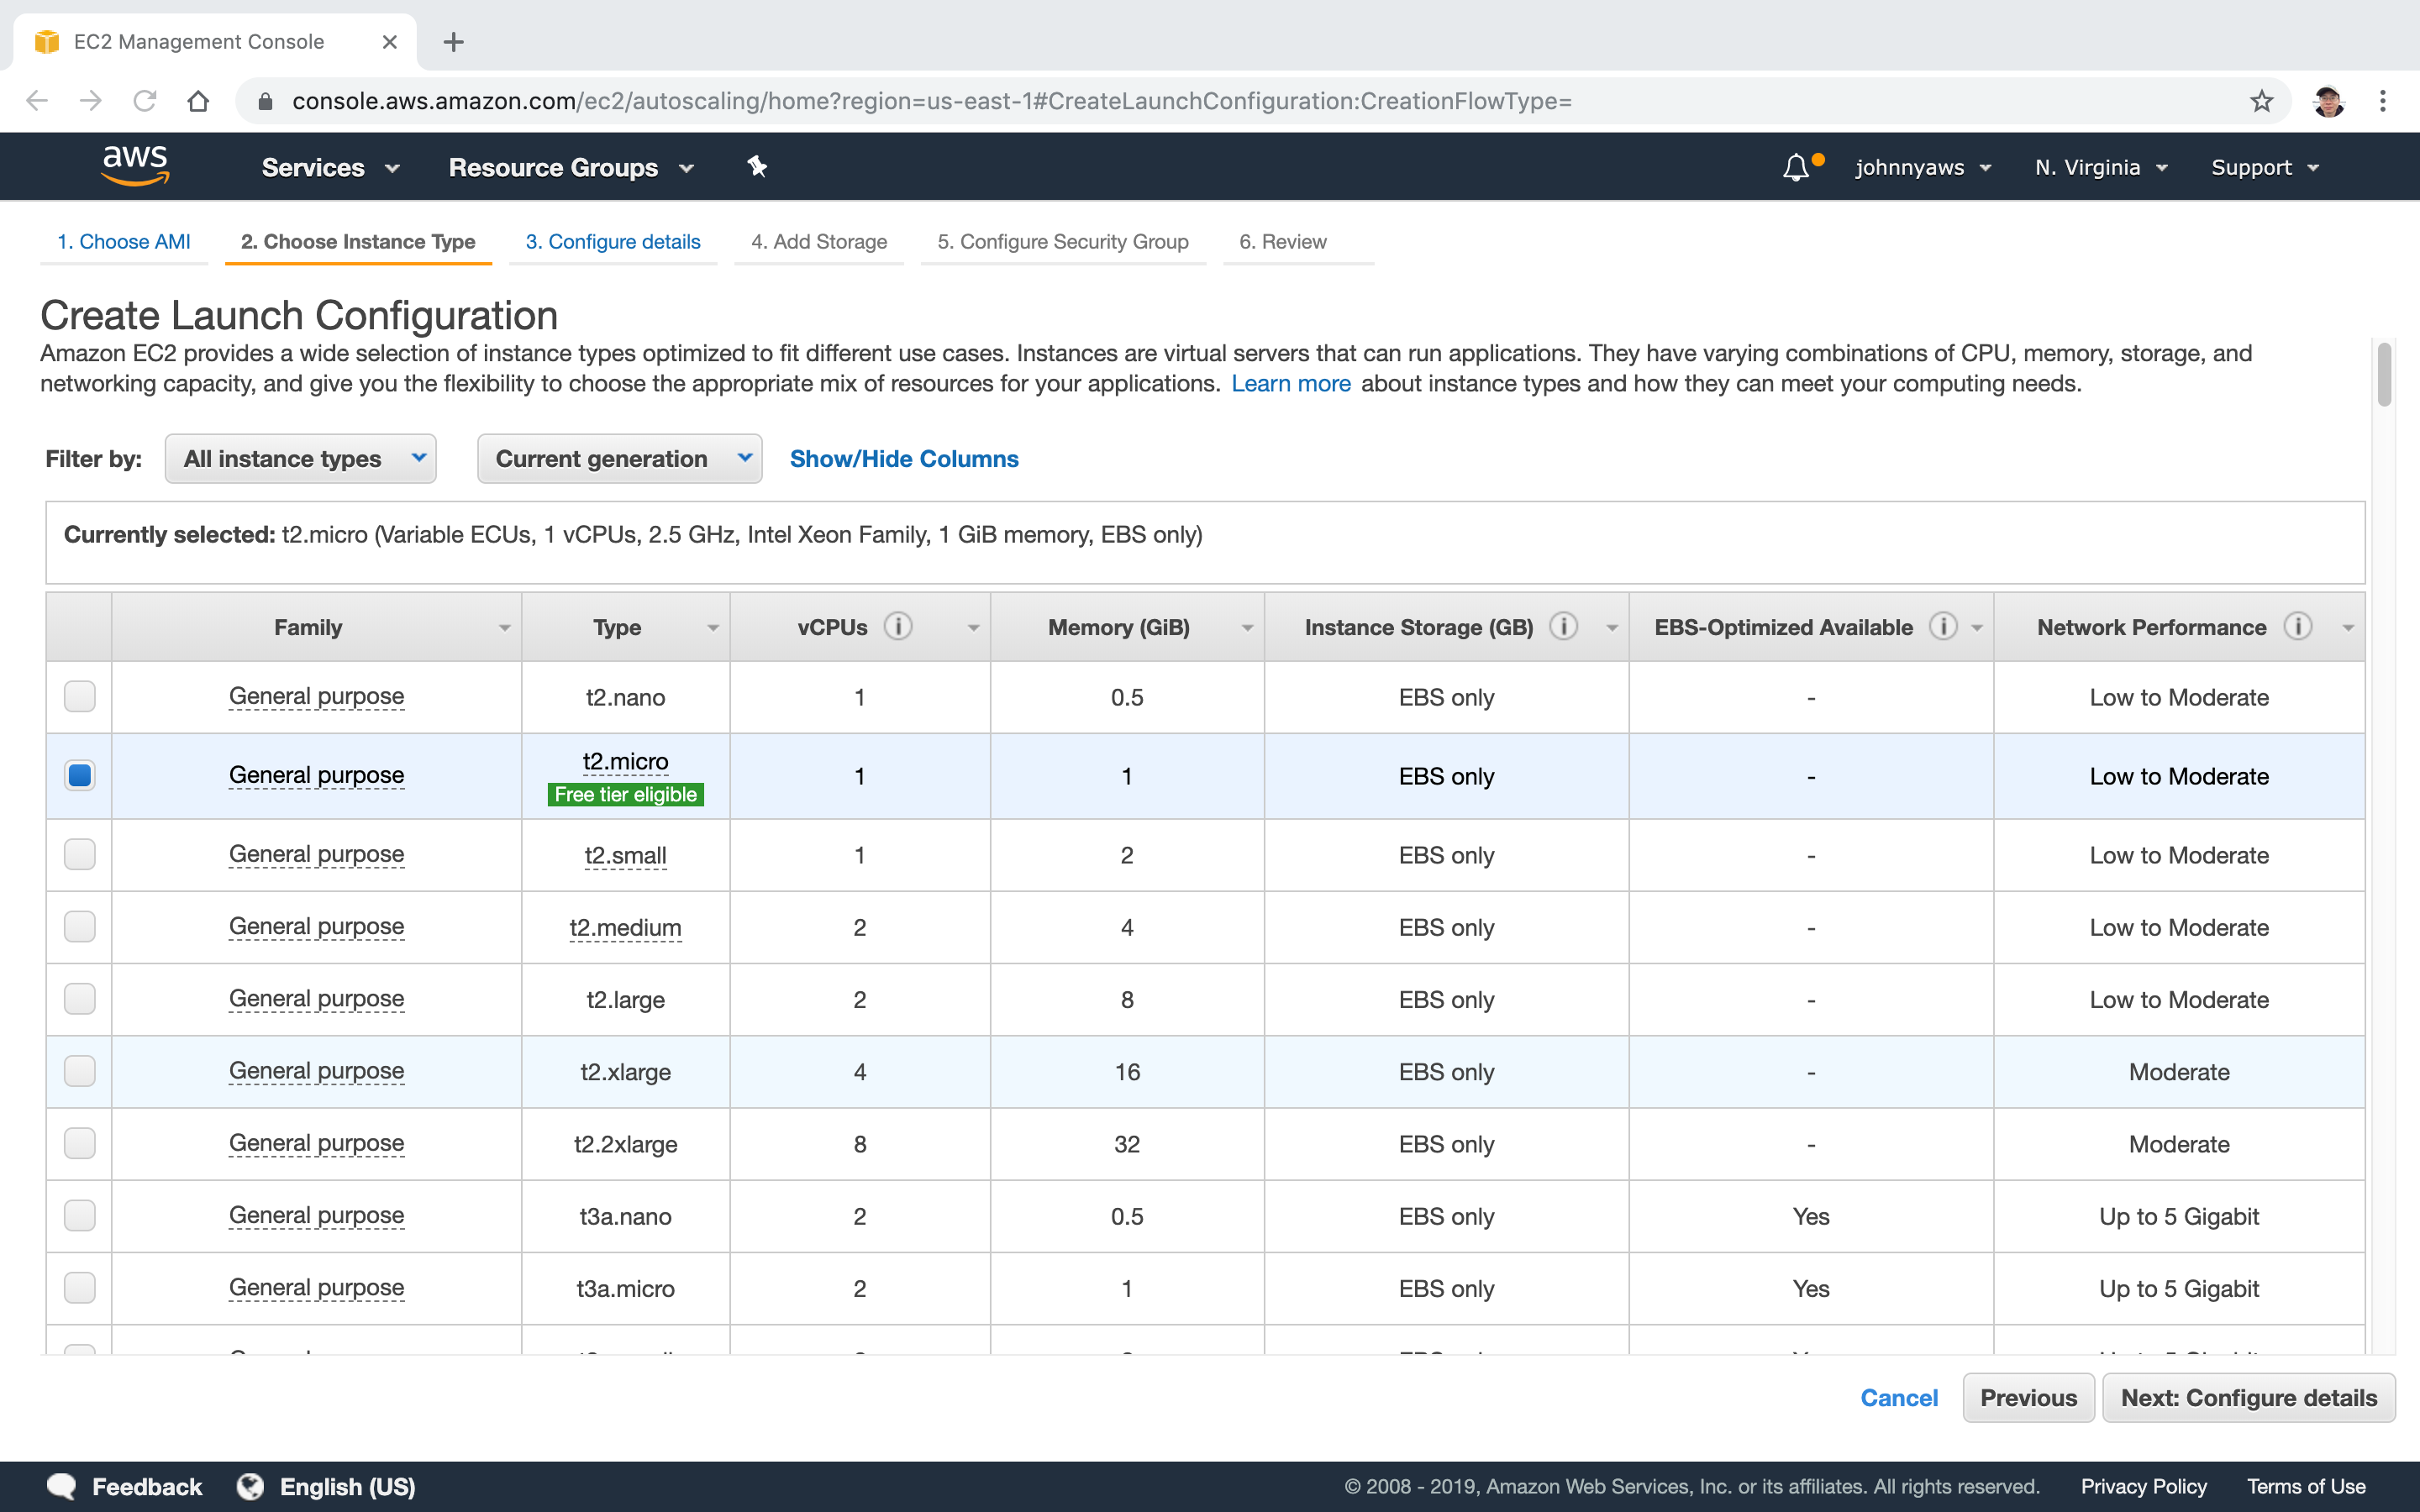 EC2 Management Console
console.aws.amazon.com/ec2/autoscaling/home?region=us-east-1#CreateLaunchConfiguration:CreationFlowType=
aws Services Resource Groups johnnyaws N. Virginia Support
1. Choose AMI 2. Choose Instance Type 3. Configure details 4. Add Storage 5. Configure Security Group 6. Review
Create Launch Configuration
Amazon EC2 provides a wide selection of instance types optimized to fit different use cases. Instances are virtual servers that can run applications. They have varying combinations of CPU, memory, storage, and
networking capacity, and give you the flexibility to choose the appropriate mix of resources for your applications. Learn more about instance types and how they can meet your computing needs.
Filter by: All instance types Current generation Show/Hide Columns
Currently selected: t2.micro (Variable ECUs, 1 vCPUs, 2.5 GHz, Intel Xeon Family, 1 GiB memory, EBS only)
Family Type vCPUs Memory (GiB) Instance Storage (GB) EBS-Optimized Available Network Performance
General purpose t2.nano 1 0.5 EBS only - Low to Moderate
General purpose t2.micro 1 1 EBS only - Low to Moderate
Free tier eligible
General purpose t2.small 1 2 EBS only - Low to Moderate
General purpose t2.medium 2 4 EBS only - Low to Moderate
General purpose t2.large 2 8 EBS only - Low to Moderate
General purpose t2.xlarge 4 16 EBS only - Moderate
General purpose t2.2xlarge 8 32 EBS only - Moderate
General purpose t3a.nano 2 0.5 EBS only Yes Up to 5 Gigabit
General purpose t3a.micro 2 1 EBS only Yes Up to 5 Gigabit
Cancel Previous Next: Configure details
Feedback English (US) © 2008 - 2019, Amazon Web Services, Inc. or its affiliates. All rights reserved. Privacy Policy Terms of Use